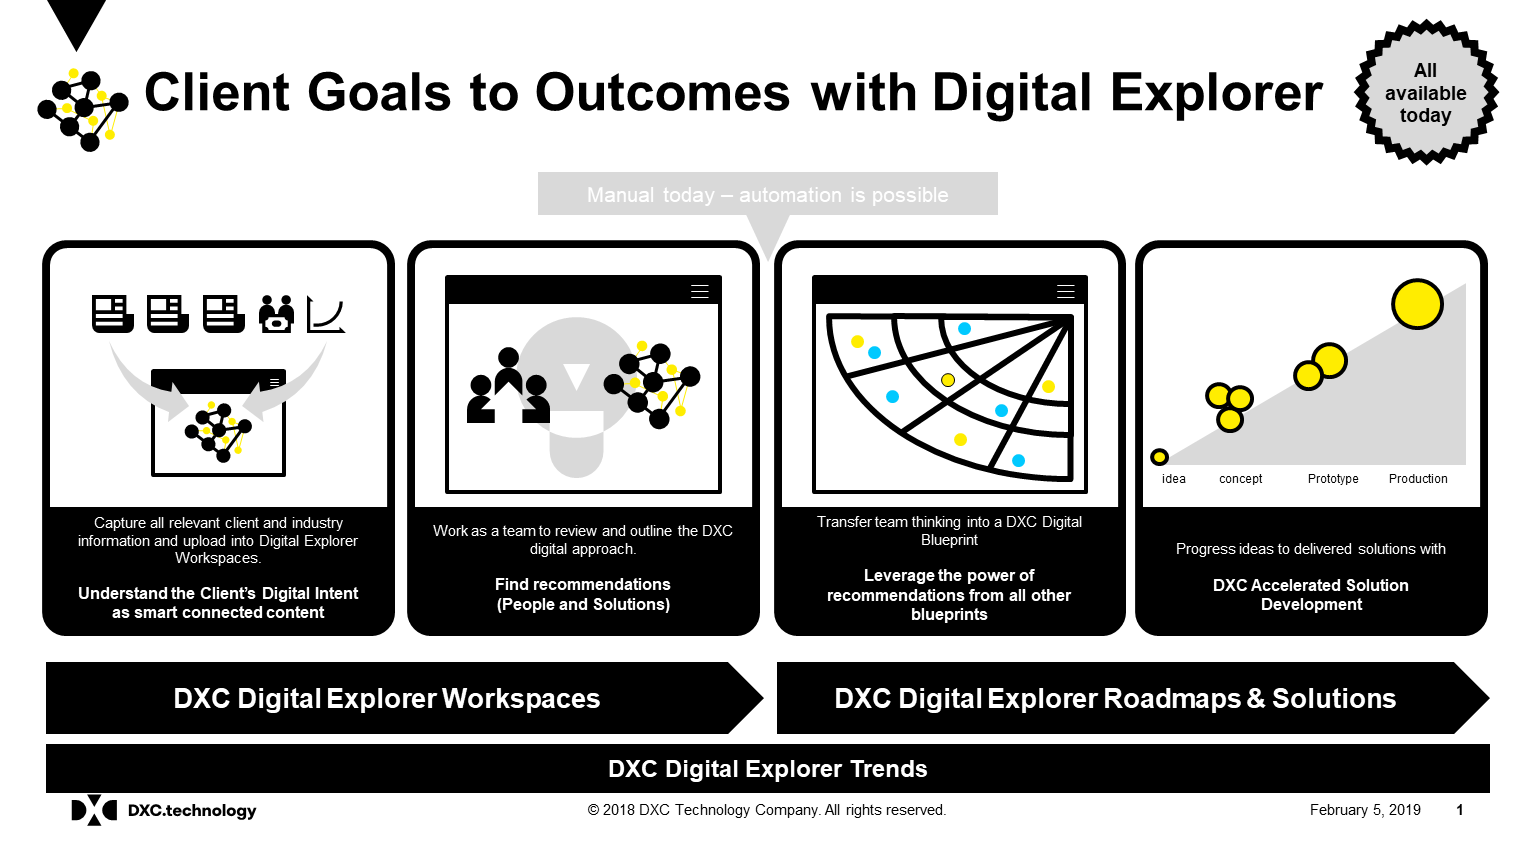 Client Goals to Outcomes with Digital Explorer
All
available
today
Manual today – automation is possible
Capture all relevant client and industry
information and upload into Digital Explorer
Workspaces.
Understand the Client's Digital Intent
as smart connected content
Work as a team to review and outline the DXC
digital approach.
Find recommendations
(People and Solutions)
Transfer team thinking into a DXC Digital
Blueprint
Leverage the power of
recommendations from all other
blueprints
idea concept Prototype Production
Progress ideas to delivered solutions with
DXC Accelerated Solution
Development
DXC Digital Explorer Workspaces
DXC Digital Explorer Roadmaps & Solutions
DXC Digital Explorer Trends
DXC.technology
© 2018 DXC Technology Company. All rights reserved.
February 5, 2019 1